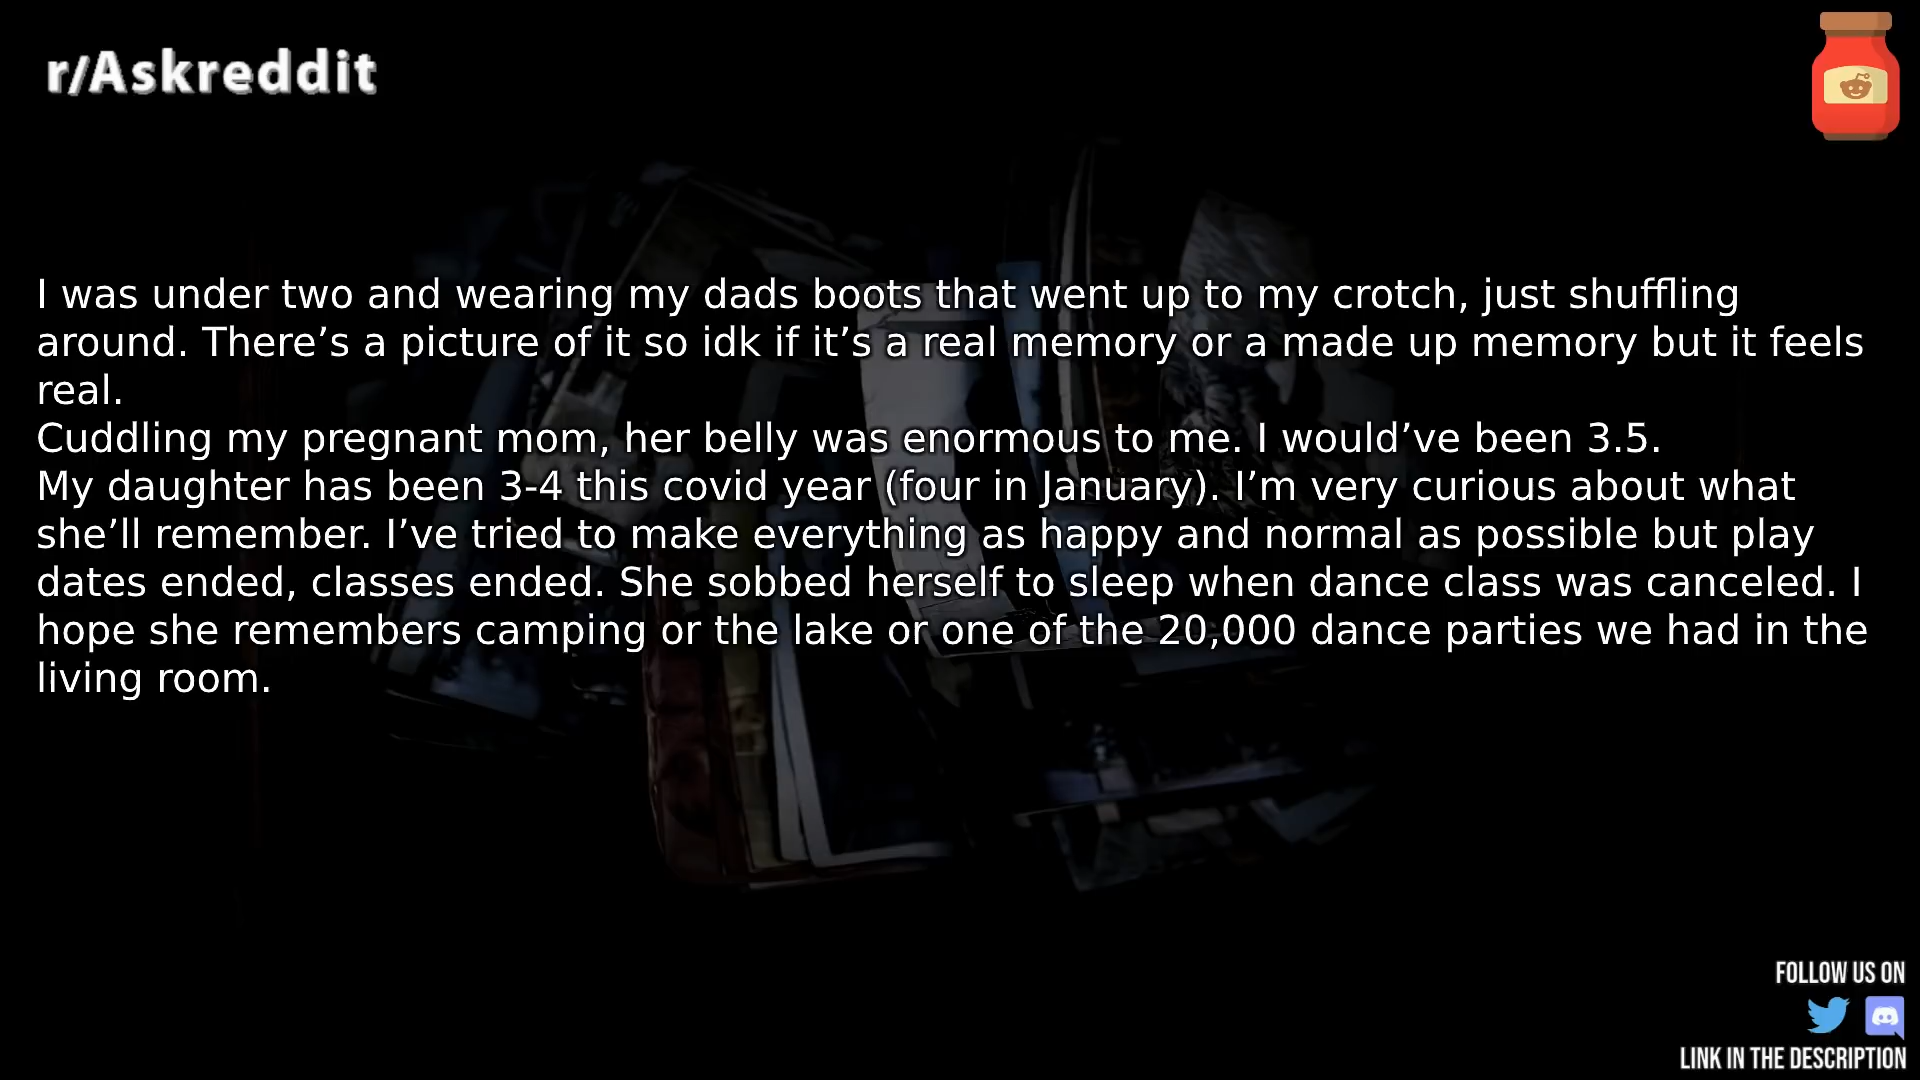 r/Askreddit
I was under two and wearing my dads boots that went up to my crotch, just shuffling
around. There’s a picture of it so idk if it’s a real memory or a made up memory but it feels
real.
Cuddling my pregnant mom, her belly was enormous to me. I would’ve been 3.5.
My daughter has been 3-4 this covid year (four in January). I’m very curious about what
she’ll remember. I’ve tried to make everything as happy and normal as possible but play
dates ended, classes ended. She sobbed herself to sleep when dance class was canceled. I
hope she remembers camping or the lake or one of the 20,000 dance parties we had in the
living room.
FOLLOW US ON
LINK IN THE DESCRIPTION